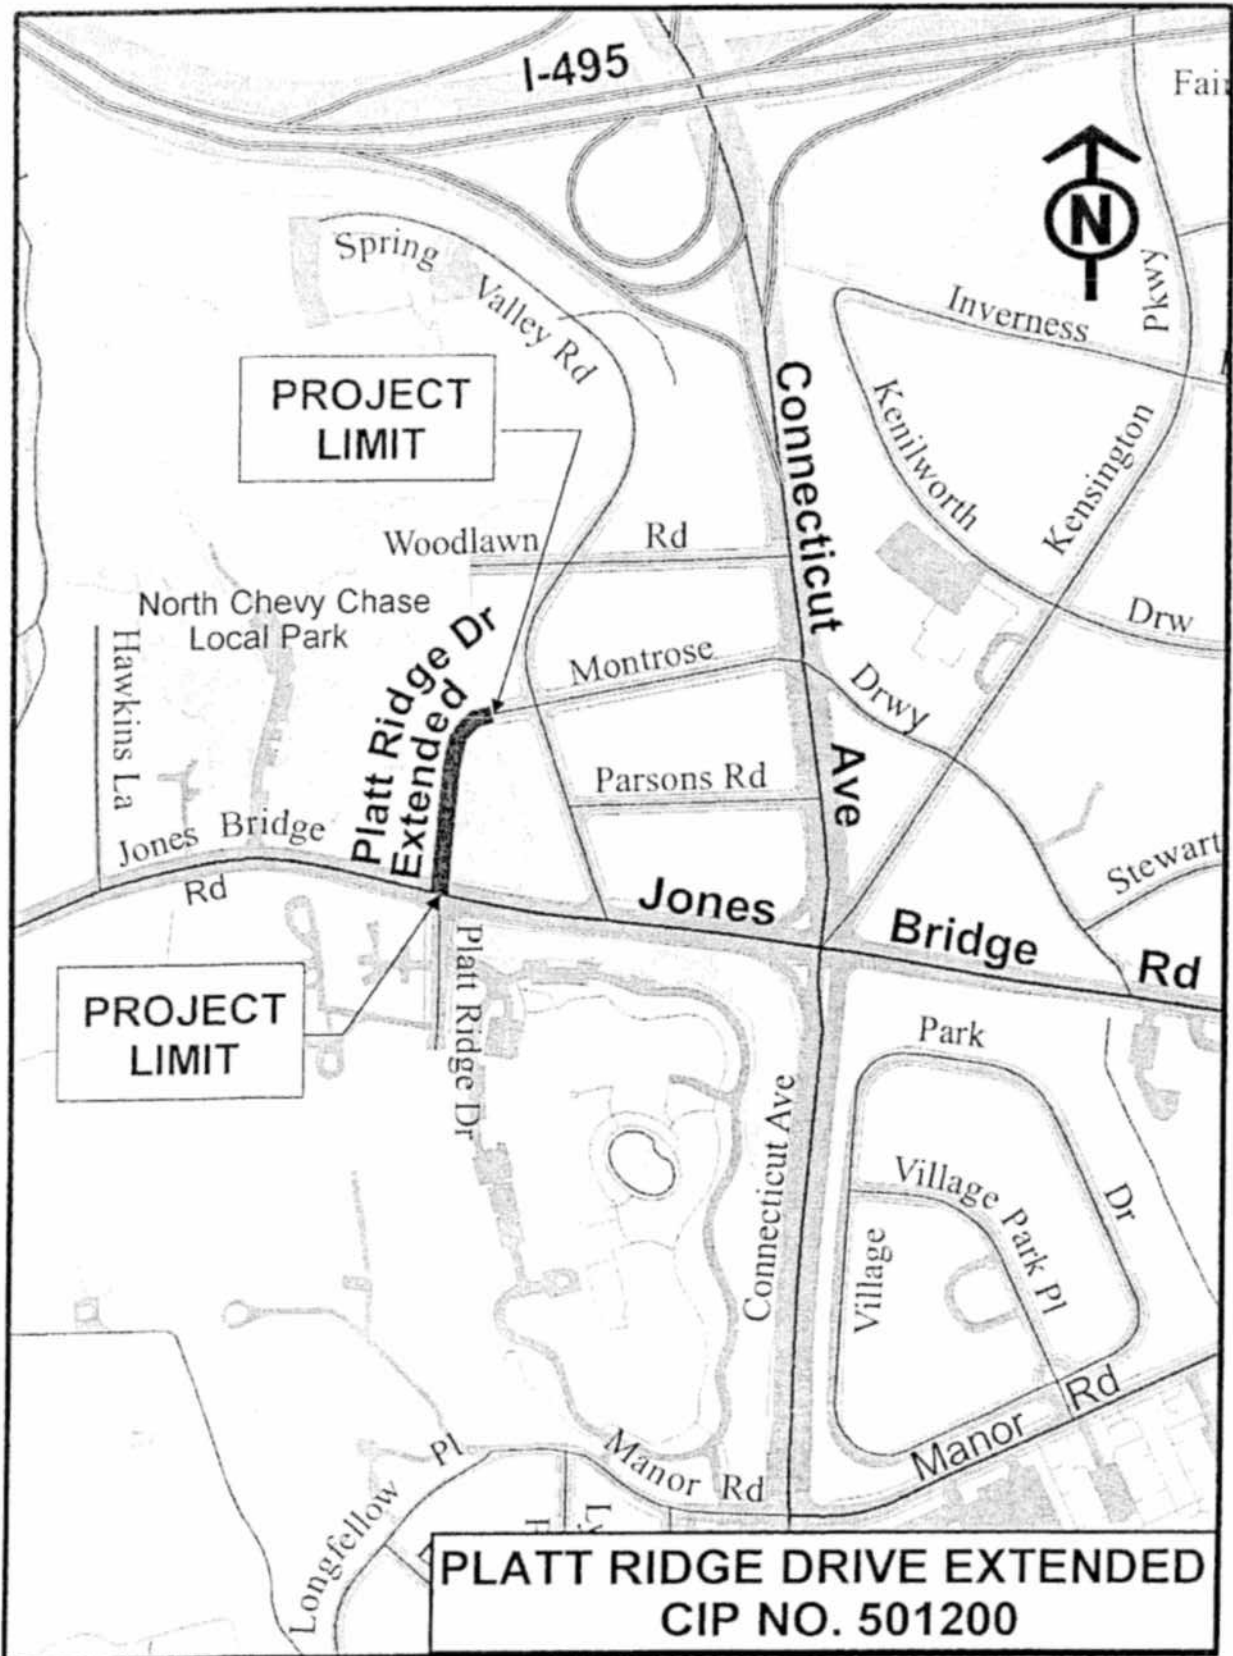 I-495
Fair
N
Spring
Valley Rd
Inverness
Pkwy
PROJECT
LIMIT
Connecticut
Ave
Kenilworth
Kensington
Woodlawn
Rd
Drw
North Chevy Chase
Local Park
Hawkins La
Platt Ridge Dr
Extended
Montrose
Drwy
Parsons Rd
Jones Bridge
Rd
Stewart
Jones Bridge Rd
PROJECT
LIMIT
Platt Ridge Dr
Park
Connecticut Ave
Village
Park Pl
Dr
Village
Manor Rd
Manor Rd
Longfellow Pl
PLATT RIDGE DRIVE EXTENDED
CIP NO. 501200